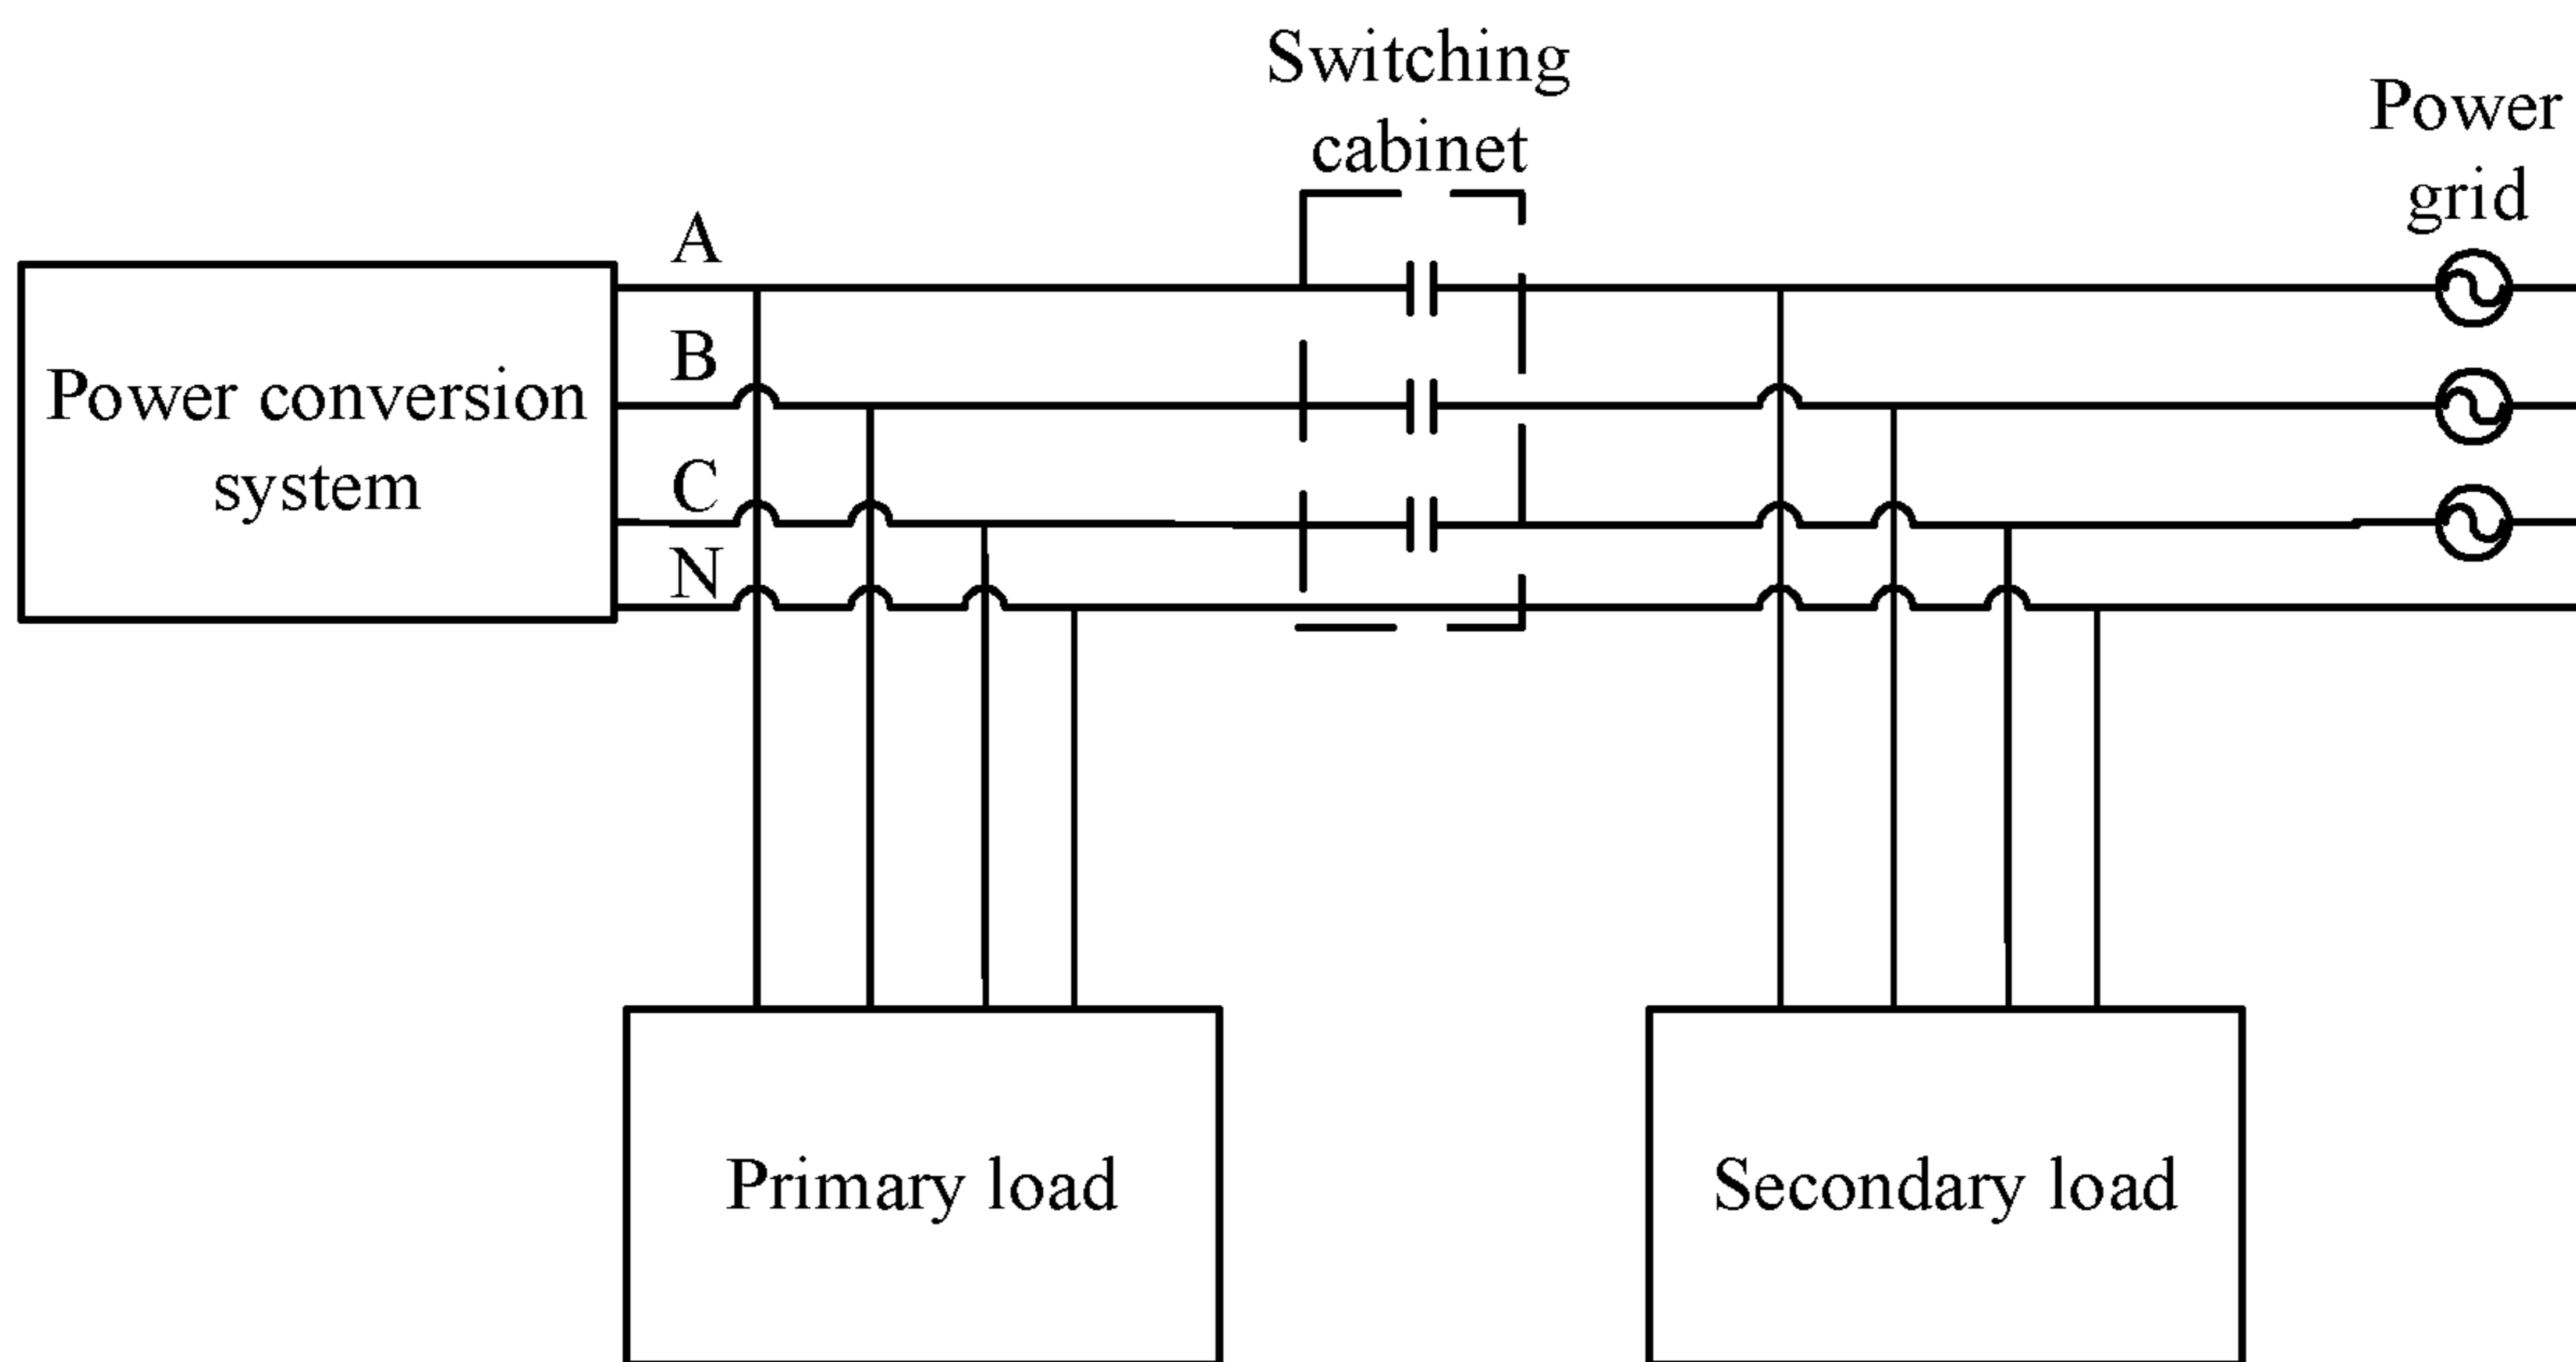 Switching
cabinet
Power
grid
A
B
C
N
Power conversion
system
Primary load
Secondary load